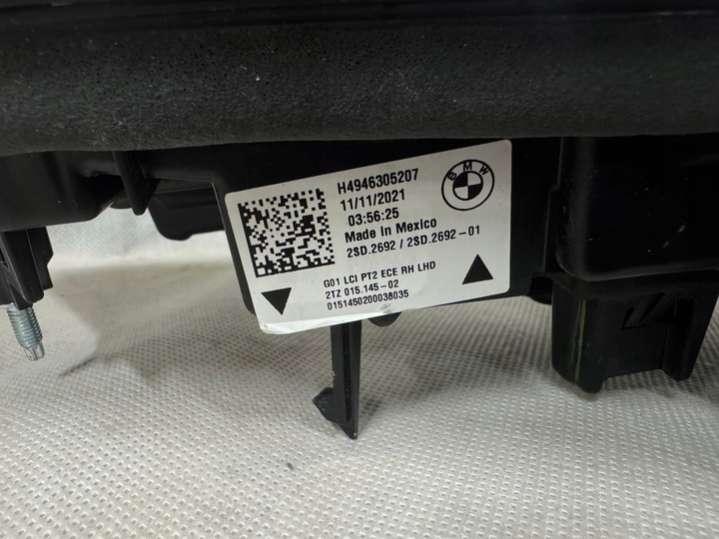 H4946305207
11/11/2021
03:56:25
Made in Mexico
2SD.2692 / 2SD.2692-01
BMW
G01 LCI PT2 ECE RH LHD
2TZ 015.145-02
0151450200038035